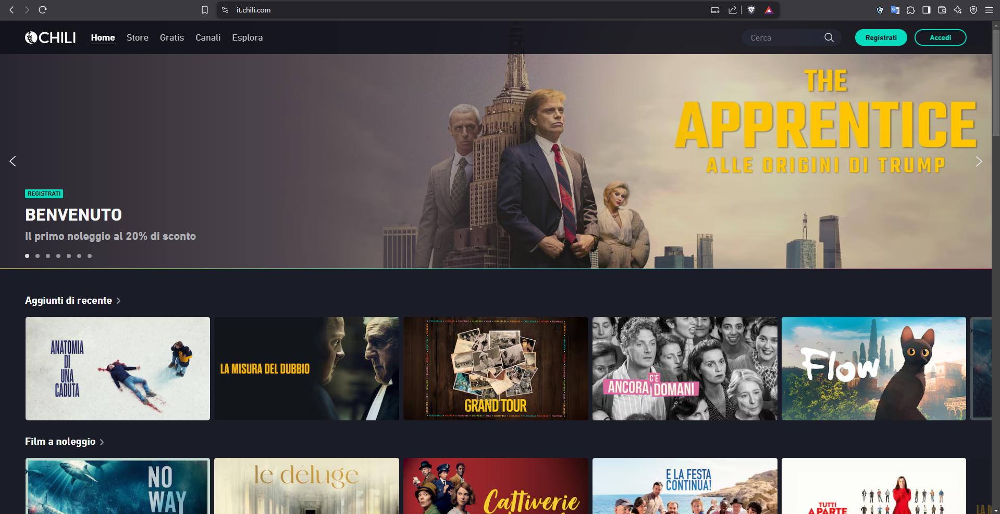 it.chili.com
CHILI
Home
Store
Gratis
Canali
Esplora
Cerca
Registrati
Accedi
THE
APPRENTICE
ALLE ORIGINI DI TRUMP
REGISTRATI
BENVENUTO
Il primo noleggio al 20% di sconto
Aggiunti di recente
ANATOMIA
DI
UNA
CADUTA
LA MISURA DEL DUBBIO
GRAND TOUR
C'È
ANCORA DOMANI
Flow
Film a noleggio
NO
WAY
le déluge
Cattiverie
E LA FESTA
CONTINUA!
TUTTI
A PARTE